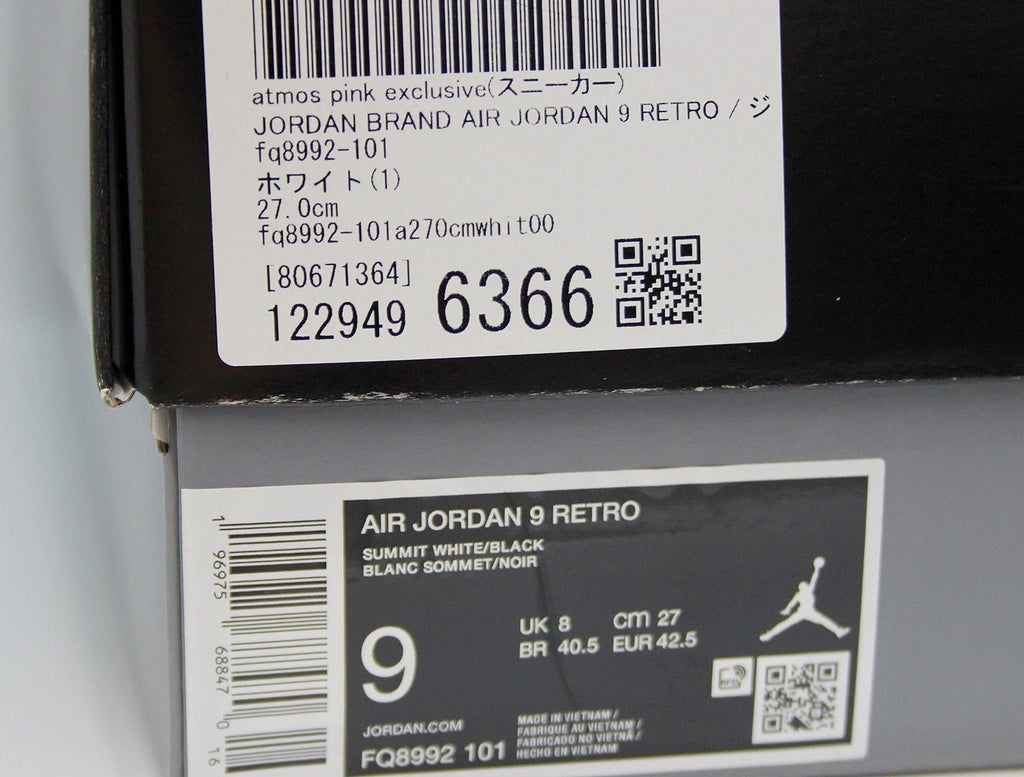 atmos pink exclusive(スニーカー)
JORDAN BRAND AIR JORDAN 9 RETRO / ジ
fq8992-101
ホワイト(1)
27.0cm
fq8992-101a270cmwhit00
[80671364]
122949 6366
AIR JORDAN 9 RETRO
SUMMIT WHITE/BLACK
BLANC SOMMET/NOIR
9
UK 8 cm 27
BR 40.5 EUR 42.5
JORDAN.COM
FQ8992 101
MADE IN VIETNAM /
FABRIQUE AU VIETNAM /
FABRICADO NO VIETNÃ /
HECHO EN VIETNAM
1 96975 68847 0 16